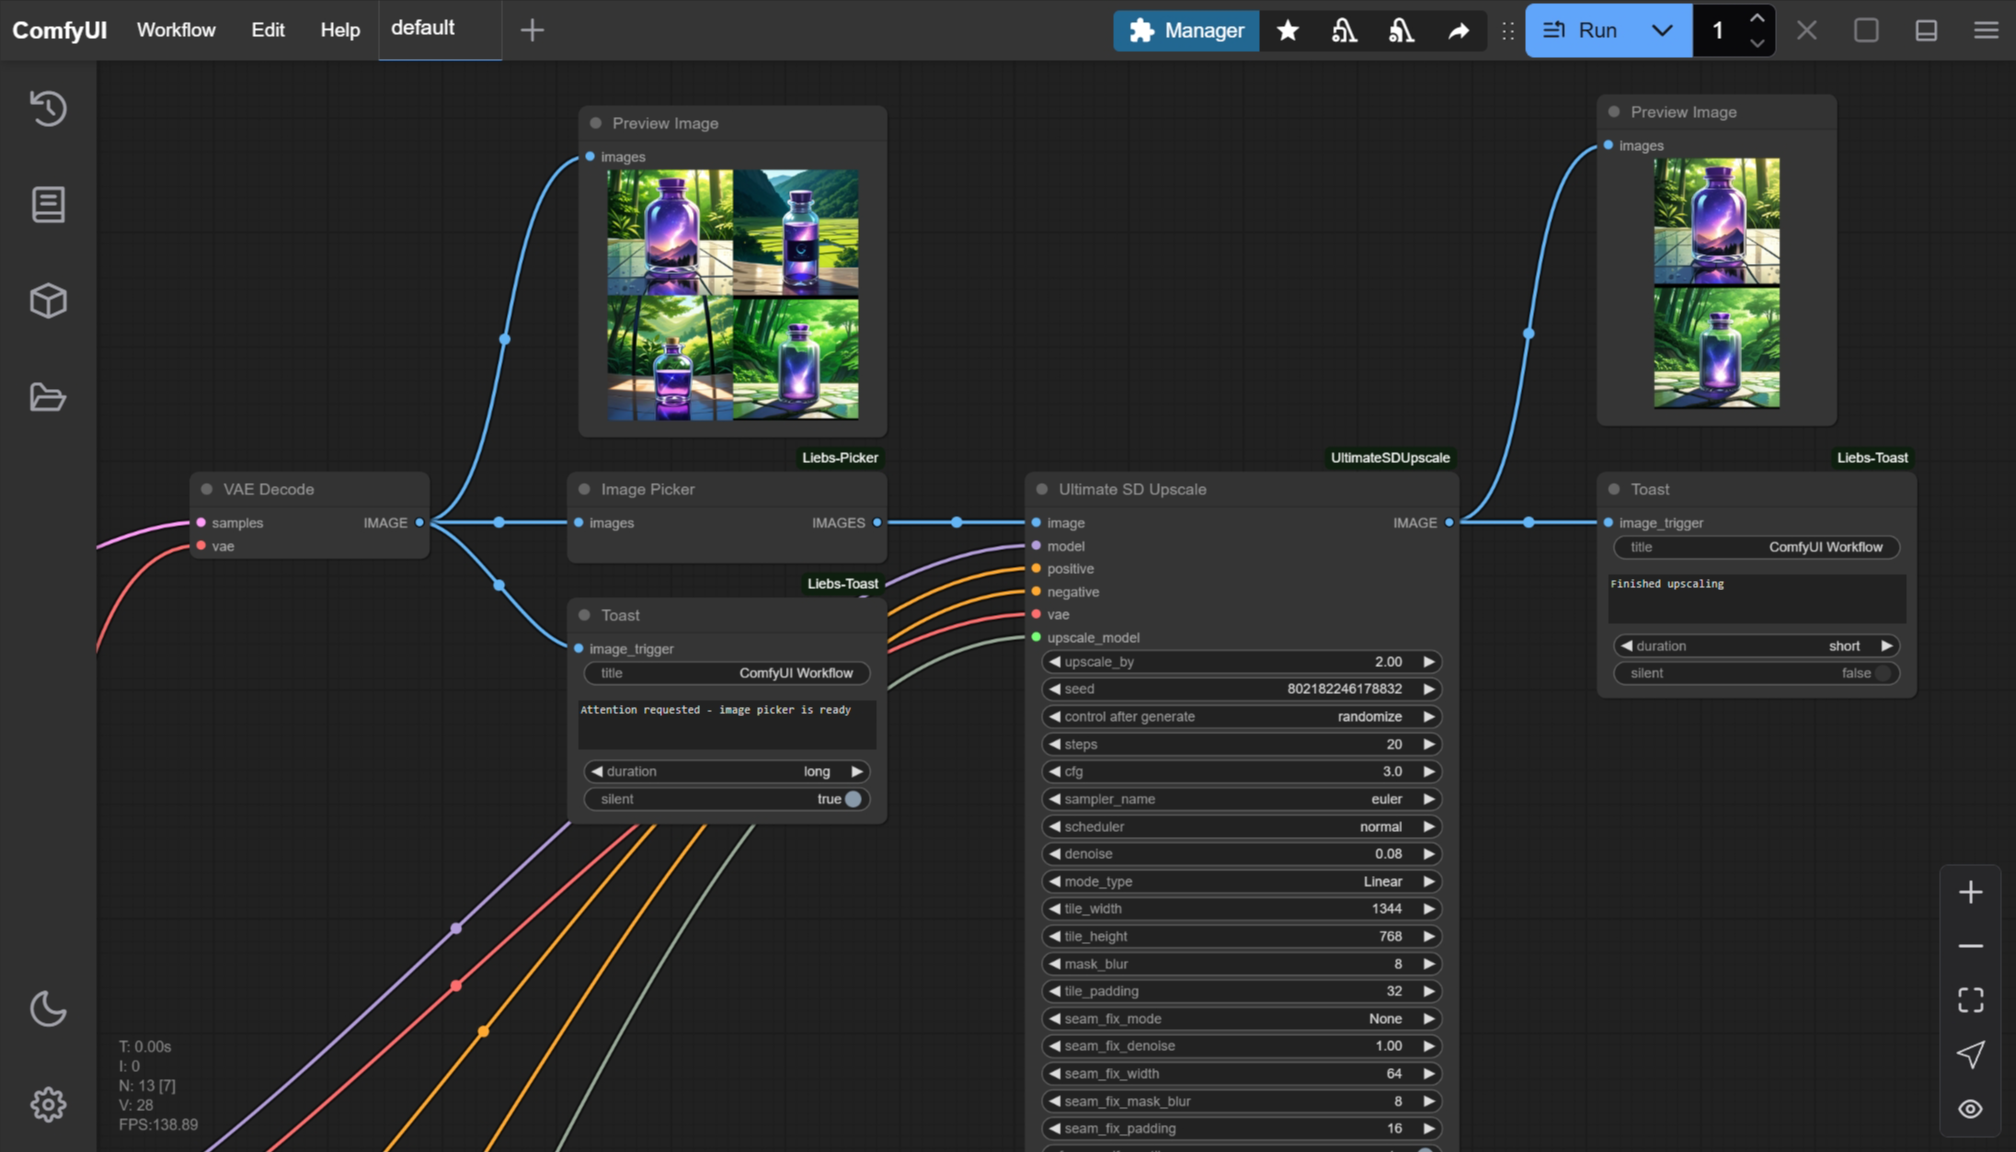 ComfyUI Workflow Edit Help default
Manager Run 1
Preview Image
images
Preview Image
images
Liebs-Picker
UltimateSDUpscale
Liebs-Toast
VAE Decode
samples IMAGE
vae
Image Picker
images IMAGES
Liebs-Toast
Toast
image_trigger
title ComfyUI Workflow
Attention requested - image picker is ready
duration long
silent true
Ultimate SD Upscale
image IMAGE
model
positive
negative
vae
upscale_model
upscale_by 2.00
seed 802182246178832
control after generate randomize
steps 20
cfg 3.0
sampler_name euler
scheduler normal
denoise 0.08
mode_type Linear
tile_width 1344
tile_height 768
mask_blur 8
tile_padding 32
seam_fix_mode None
seam_fix_denoise 1.00
seam_fix_width 64
seam_fix_mask_blur 8
seam_fix_padding 16
Toast
image_trigger
title ComfyUI Workflow
Finished upscaling
duration short
silent false
T: 0.00s
I: 0
N: 13 [7]
V: 28
FPS:138.89